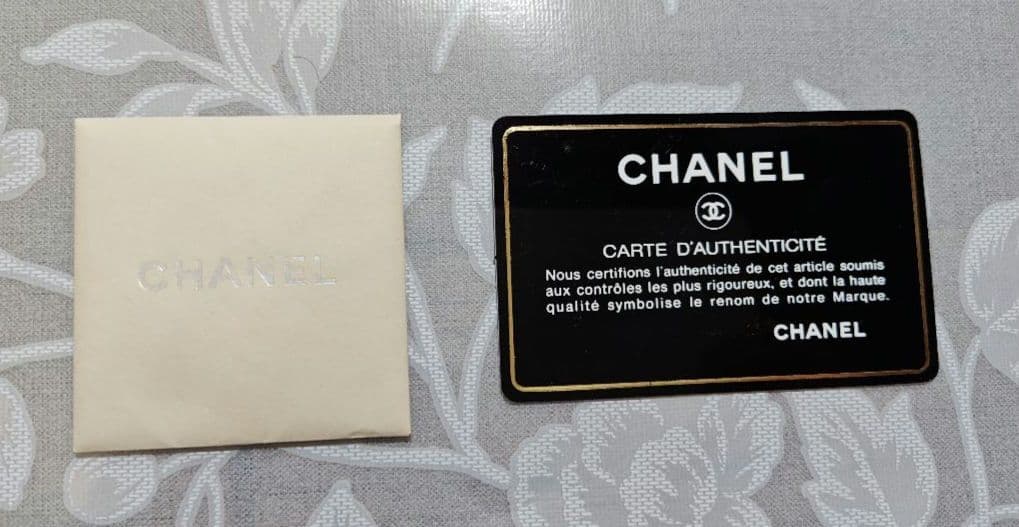 CHANEL
CHANEL
CARTE D'AUTHENTICITÉ
Nous certifions l'authenticité de cet article soumis
aux contrôles les plus rigoureux, et dont la haute
qualité symbolise le renom de notre Marque.
CHANEL